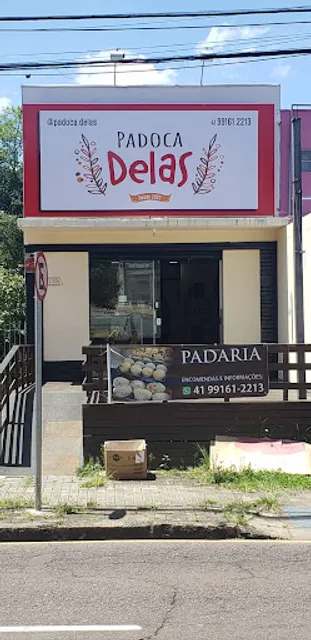 @padoca.delas
41 99161.2213
PADOCA
Delas
PADARIA
ENCOMENDAS E INFORMAÇÕES:
41 99161-2213